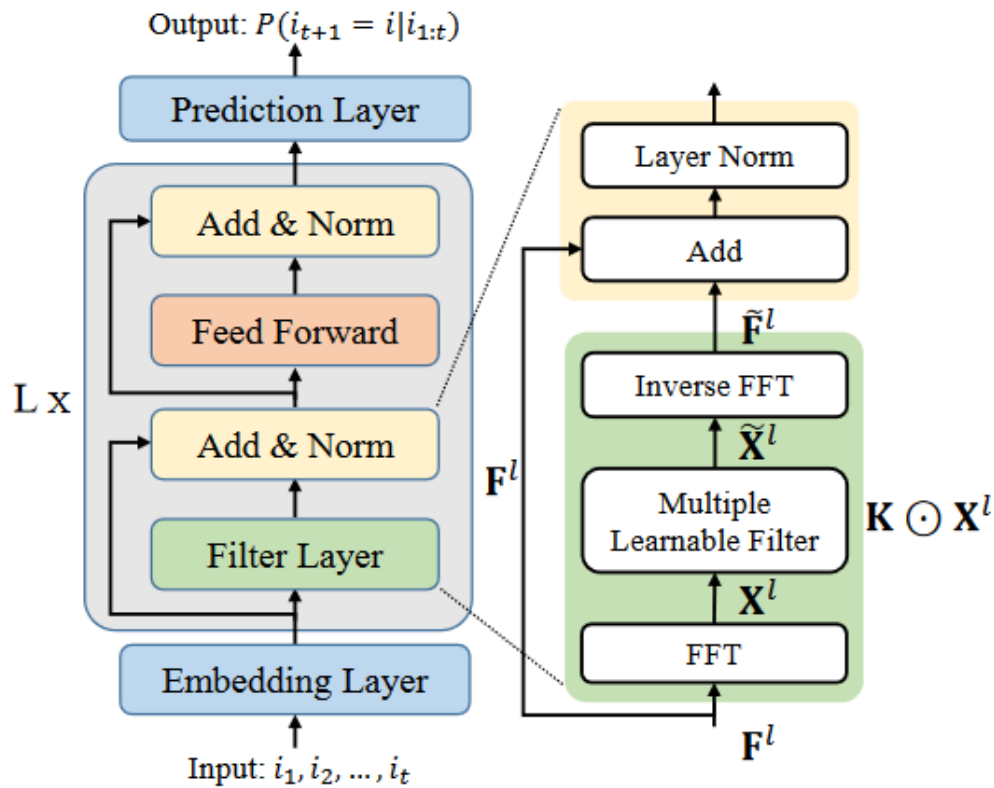 Output: P(i_{t+1} = i|i_{1:t})
Prediction Layer
Add & Norm
Feed Forward
L x
Add & Norm
Filter Layer
Embedding Layer
Input: i_1, i_2, ..., i_t
Layer Norm
Add
F̃^l
Inverse FFT
X̃^l
F^l
Multiple
Learnable Filter
K ⊙ X^l
X^l
FFT
F^l